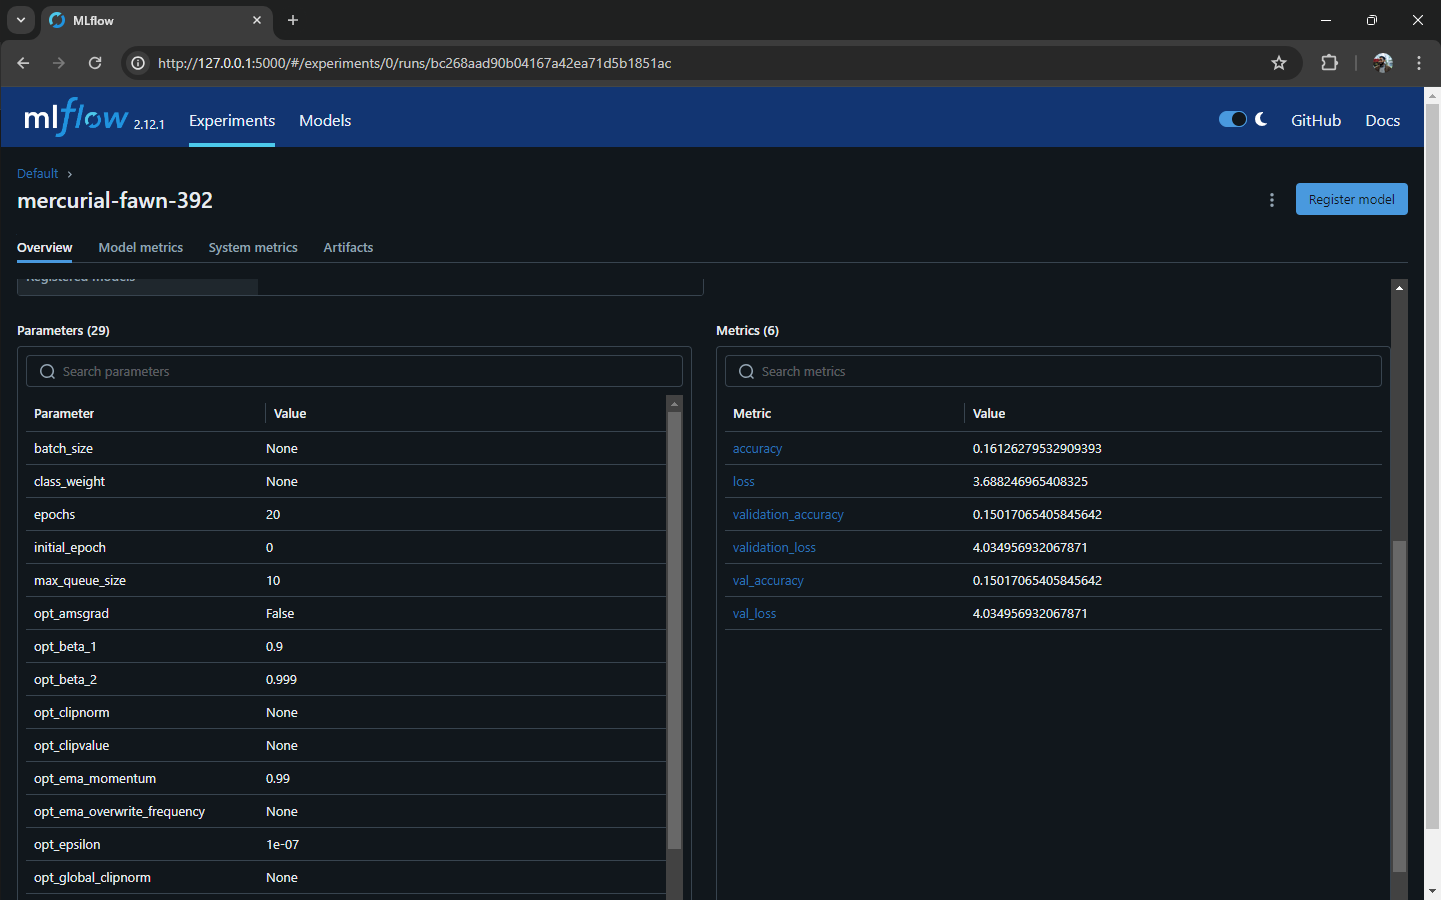 MLflow
http://127.0.0.1:5000/#/experiments/0/runs/bc268aad90b04167a42ea71d5b1851ac
mlflow 2.12.1 Experiments Models GitHub Docs
Default
mercurial-fawn-392
Register model
Overview Model metrics System metrics Artifacts
Registered models
Parameters (29)
Search parameters
Parameter Value
batch_size None
class_weight None
epochs 20
initial_epoch 0
max_queue_size 10
opt_amsgrad False
opt_beta_1 0.9
opt_beta_2 0.999
opt_clipnorm None
opt_clipvalue None
opt_ema_momentum 0.99
opt_ema_overwrite_frequency None
opt_epsilon 1e-07
opt_global_clipnorm None
Metrics (6)
Search metrics
Metric Value
accuracy 0.16126279532909393
loss 3.688246965408325
validation_accuracy 0.15017065405845642
validation_loss 4.034956932067871
val_accuracy 0.15017065405845642
val_loss 4.034956932067871